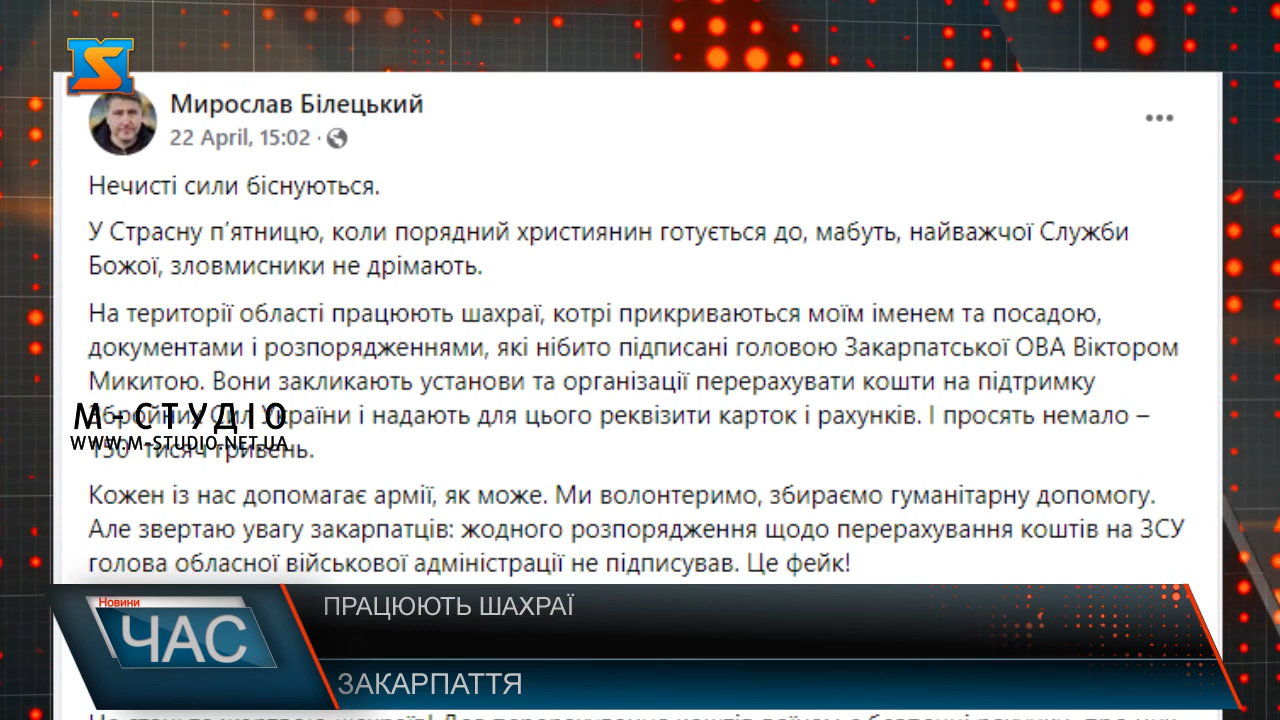 Мирослав Білецький
22 April, 15:02 ·
Нечисті сили біснуються.
У Страсну п’ятницю, коли порядний християнин готується до, мабуть, найважчої Служби
Божої, зловмисники не дрімають.
На території області працюють шахраї, котрі прикриваються моїм іменем та посадою,
документами і розпорядженнями, які нібито підписані головою Закарпатської ОВА Віктором
Микитою. Вони закликають установи та організації перерахувати кошти на підтримку
Збройних Сил України і надають для цього реквізити карток і рахунків. І просять немало –
150 тисяч гривень.
М-СТУДІО
WWW.M-STUDIO.NET.UA
Кожен із нас допомагає армії, як може. Ми волонтеримо, збираємо гуманітарну допомогу.
Але звертаю увагу закарпатців: жодного розпорядження щодо перерахування коштів на ЗСУ
голова обласної військової адміністрації не підписував. Це фейк!
Новини
ЧАС
ПРАЦЮЮТЬ ШАХРАЇ
ЗАКАРПАТТЯ